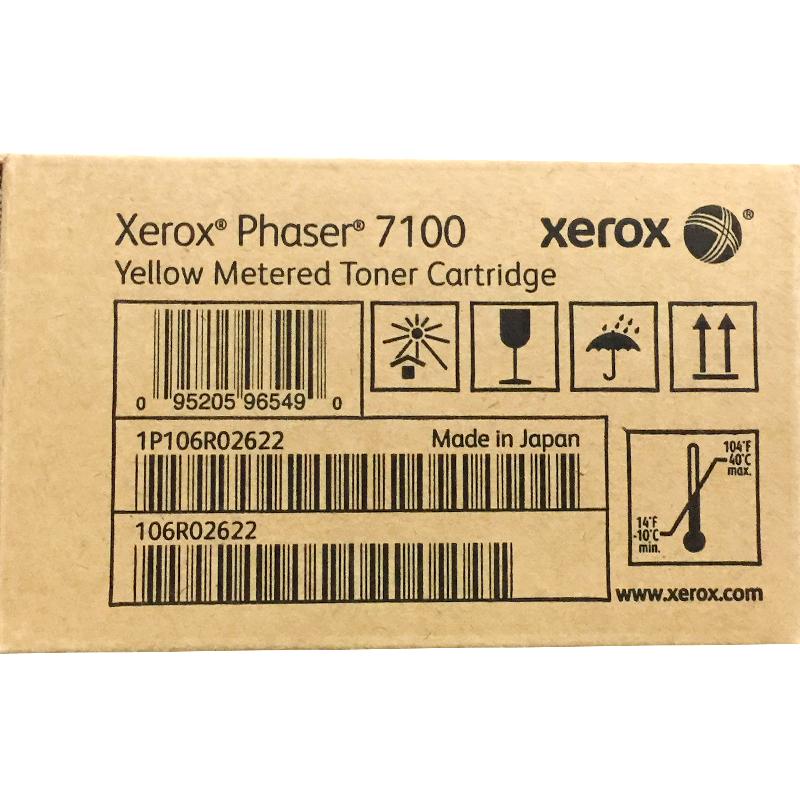 Xerox® Phaser® 7100
xerox ®
Yellow Metered Toner Cartridge
0 95205 96549 0
1P106R02622
Made in Japan
106R02622
104°F
40°C
max.
14°F
-10°C
min.
www.xerox.com